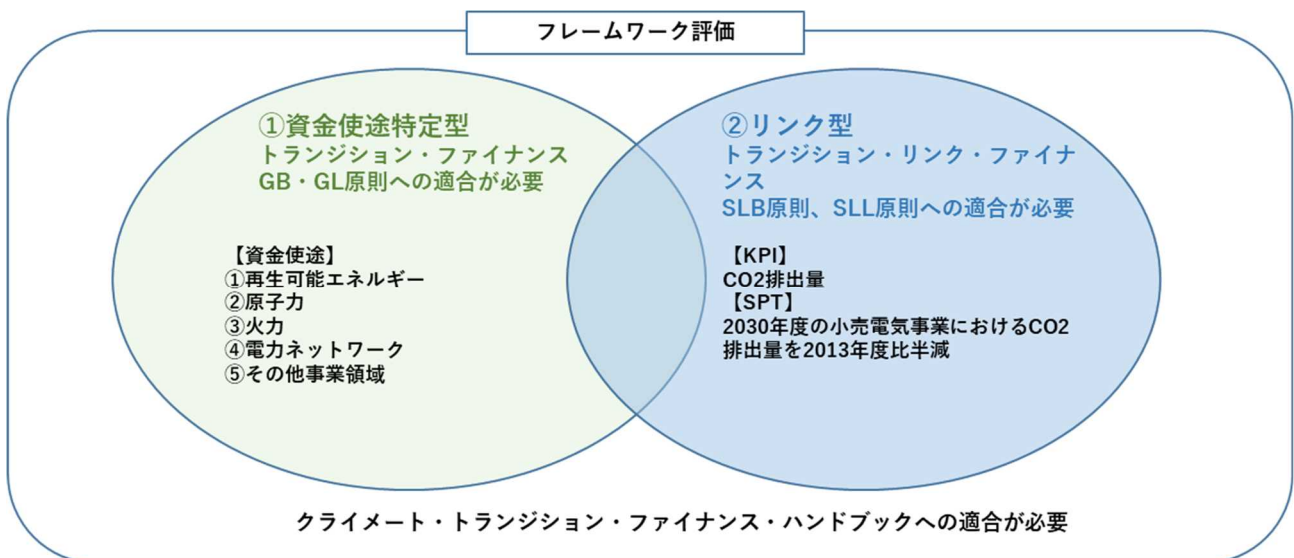 フレームワーク評価
①資金使途特定型
トランジション・ファイナンス
GB・GL原則への適合が必要
【資金使途】
①再生可能エネルギー
②原子力
③火力
④電力ネットワーク
⑤その他事業領域
②リンク型
トランジション・リンク・ファイナ
ンス
SLB原則、SLL原則への適合が必要
【KPI】
CO2排出量
【SPT】
2030年度の小売電気事業におけるCO2
排出量を2013年度比半減
クライメート・トランジション・ファイナンス・ハンドブックへの適合が必要